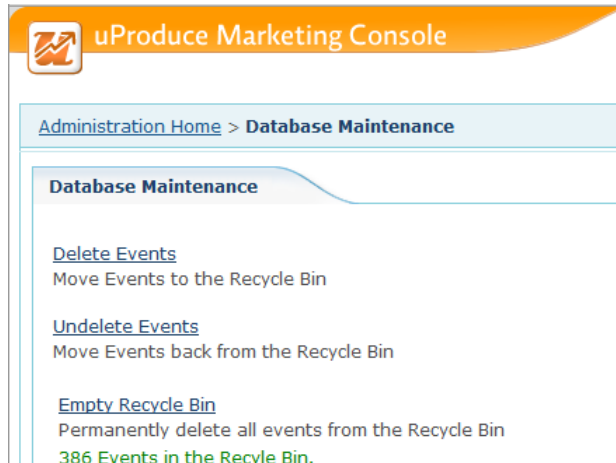 uProduce Marketing Console
Administration Home > Database Maintenance
Database Maintenance
Delete Events
Move Events to the Recycle Bin
Undelete Events
Move Events back from the Recycle Bin
Empty Recycle Bin
Permanently delete all events from the Recycle Bin
386 Events in the Recyle Bin.